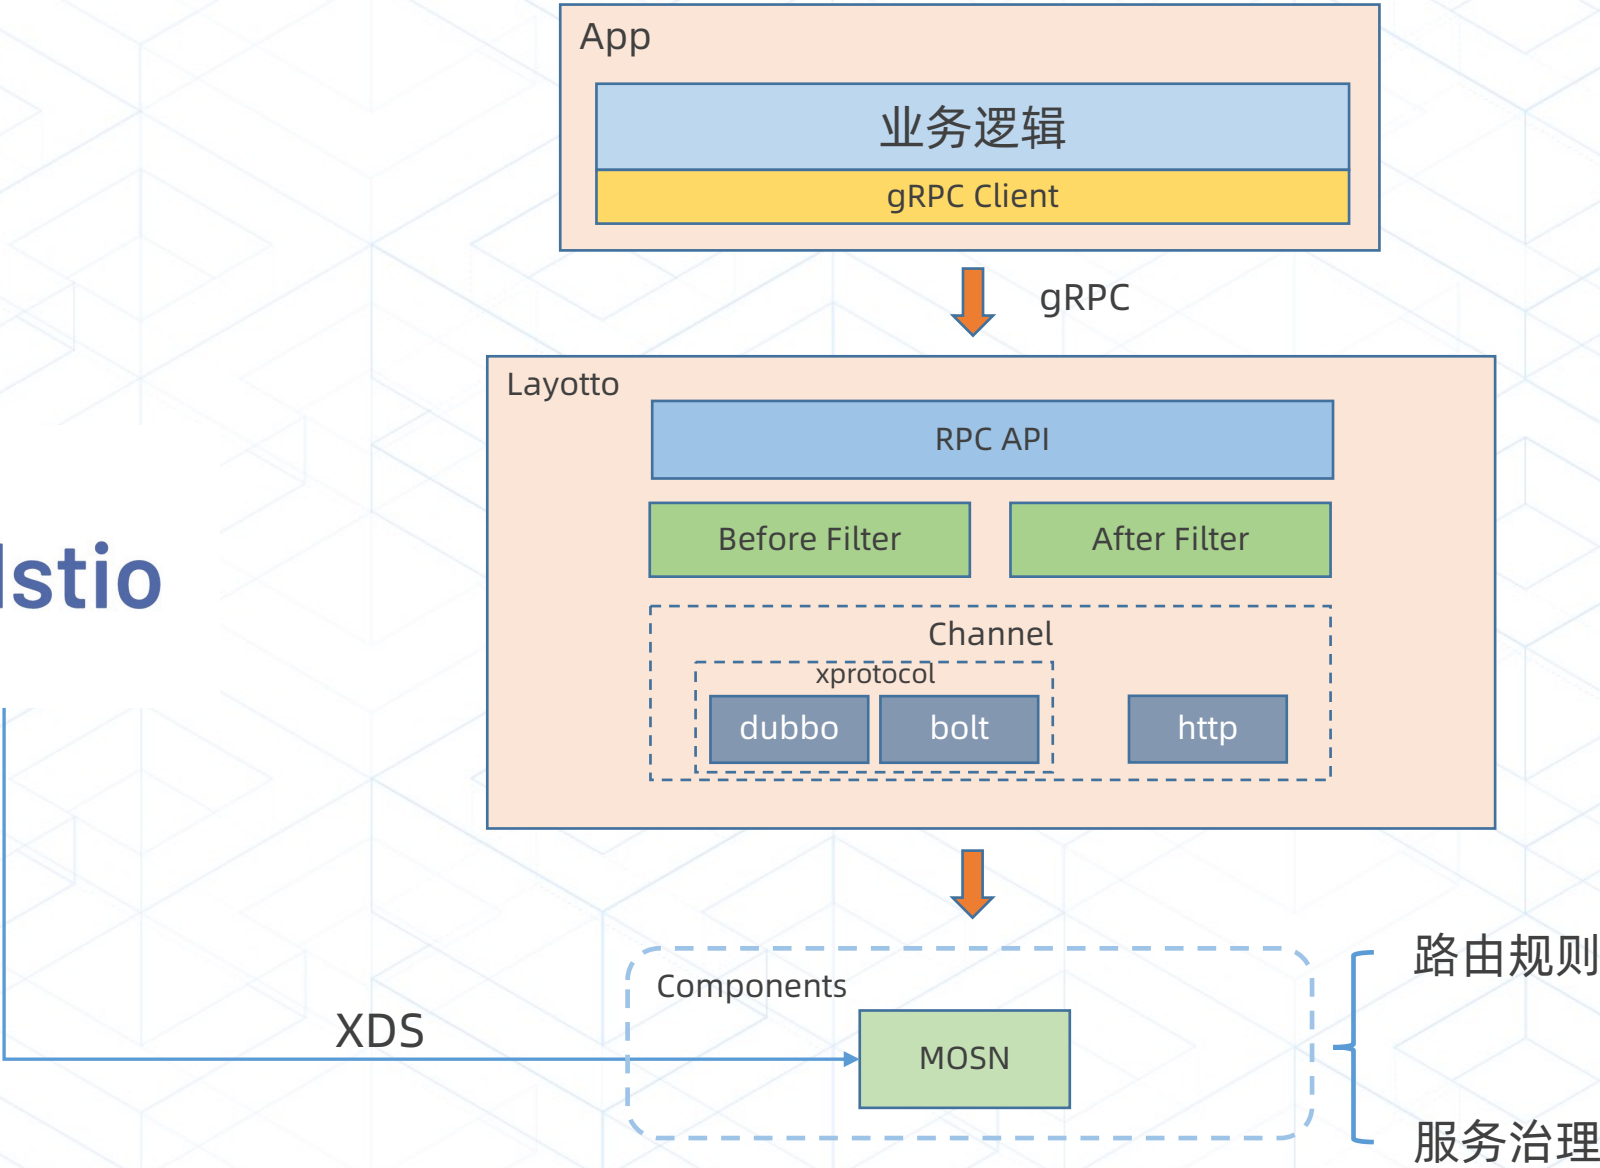 App
业务逻辑
gRPC Client
gRPC
Layotto
RPC API
Before Filter
After Filter
Istio
Channel
xprotocol
dubbo
bolt
http
路由规则
Components
XDS
MOSN
服务治理